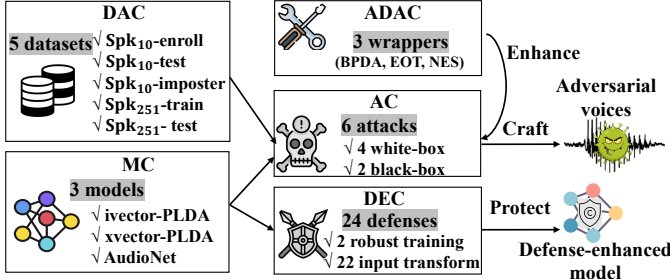 DAC
5 datasets
√ Spk10-enroll
√ Spk10-test
√ Spk10-imposter
√ Spk251-train
√ Spk251- test
MC
3 models
√ ivector-PLDA
√ xvector-PLDA
√ AudioNet
ADAC
3 wrappers
(BPDA, EOT, NES)
Enhance
AC
6 attacks
√ 4 white-box
√ 2 black-box
Craft
Adversarial
voices
DEC
24 defenses
√ 2 robust training
√ 22 input transform
Protect
Defense-enhanced
model